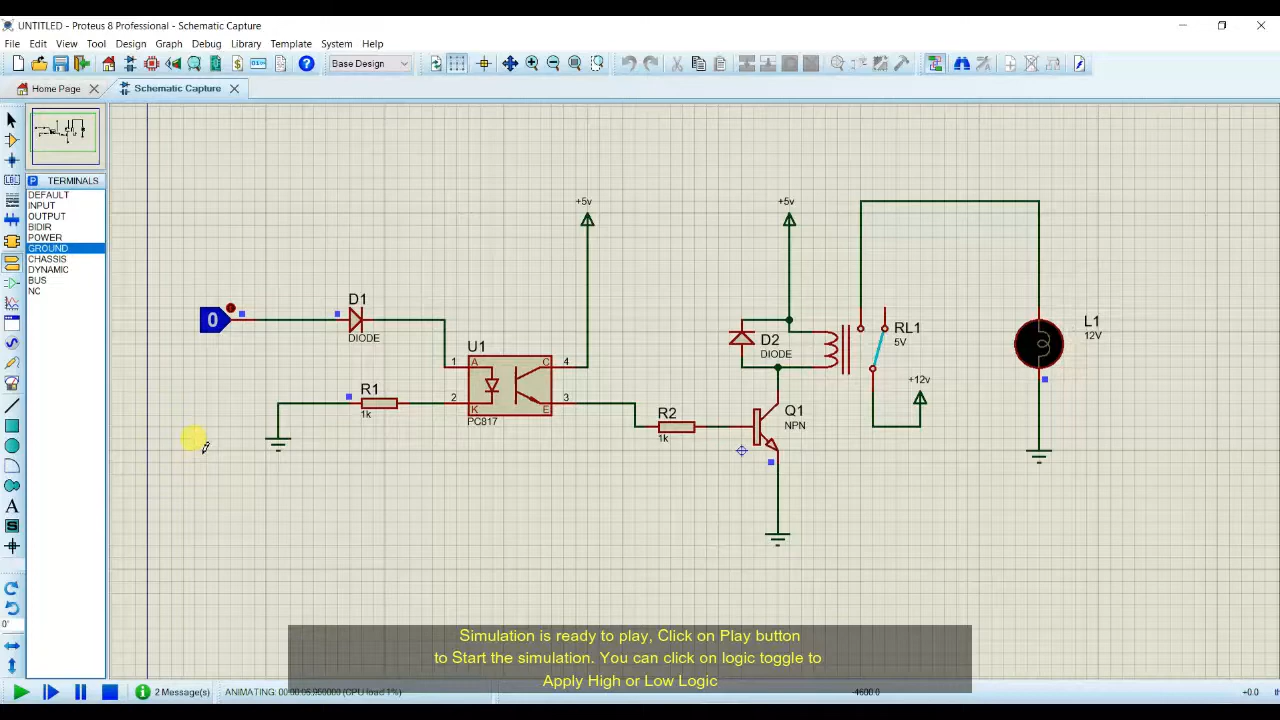 UNTITLED - Proteus 8 Professional - Schematic Capture
File Edit View Tool Design Graph Debug Library Template System Help
Base Design
Home Page
Schematic Capture
P TERMINALS
DEFAULT
INPUT
OUTPUT
BIDIR
POWER
GROUND
CHASSIS
DYNAMIC
BUS
NC
+5v
+5v
D1
DIODE
0
U1
1
A
C
4
2
K
E
3
PC817
R1
1k
R2
1k
D2
DIODE
RL1
5V
+12v
Q1
NPN
L1
12V
Simulation is ready to play, Click on Play button
to Start the simulation. You can click on logic toggle to
Apply High or Low Logic
2 Message(s)
-4600.0
+0.0